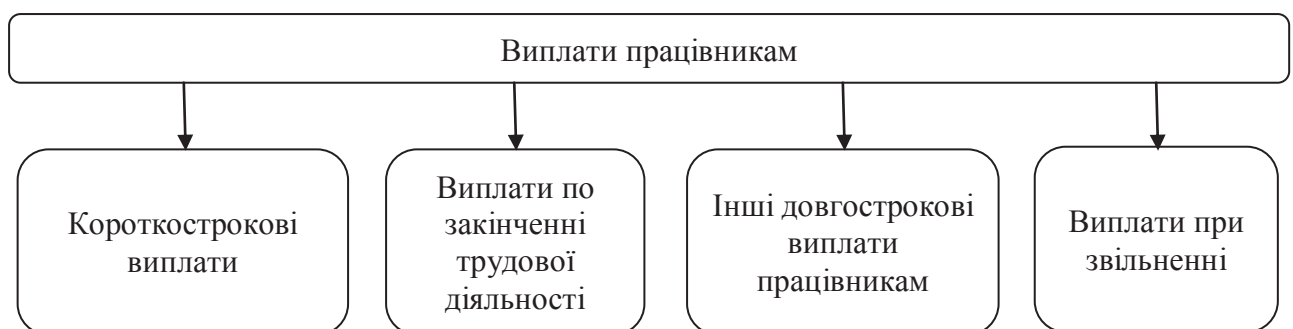 Виплати працівникам
Короткострокові
виплати
Виплати по
закінченні
трудової
діяльності
Інші довгострокові
виплати
працівникам
Виплати при
звільненні